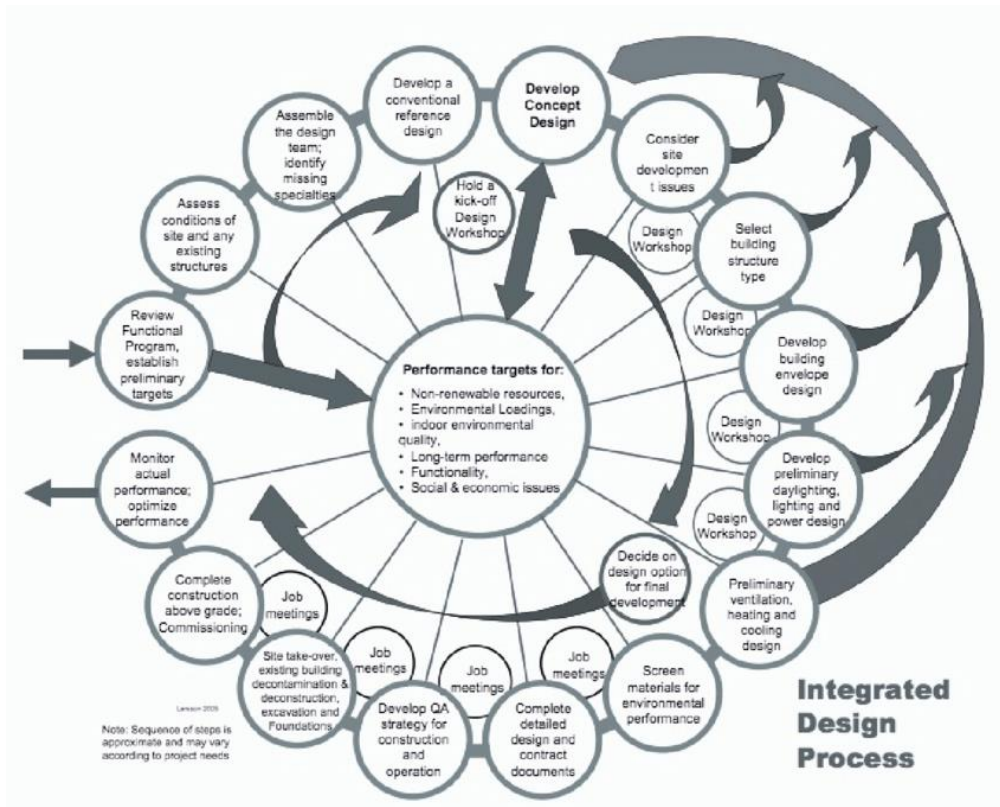 Develop a
conventional
reference
design
Develop
Concept
Design
Assemble
the design
team;
identify
missing
specialties
Consider
site
developmen
t issues
Hold a
kick-off
Design
Workshop
Assess
conditions of
site and any
existing
structures
Design
Workshop
Select
building
structure
type
Review
Functional
Program,
establish
preliminary
targets
Design
Workshop
Develop
building
envelope
design
Performance targets for:
• Non-renewable resources,
• Environmental Loadings,
• indoor environmental
quality,
• Long-term performance
• Functionality,
• Social & economic issues
Design
Workshop
Develop
preliminary
daylighting,
lighting and
power design
Monitor
actual
performance;
optimize
performance
Design
Workshop
Decide on
design option
for final
development
Preliminary
ventilation,
heating and
cooling
design
Complete
construction
above grade;
Commissioning
Job
meetings
Site take-over,
existing building
decontamination &
deconstruction,
excavation and
Foundations
Job
meetings
Job
meetings
Job
meetings
Screen
materials for
environmental
performance
Develop QA
strategy for
construction
and
operation
Complete
detailed
design and
contract
documents
Integrated
Design
Process
Note: Sequence of steps is
approximate and may vary
according to project needs